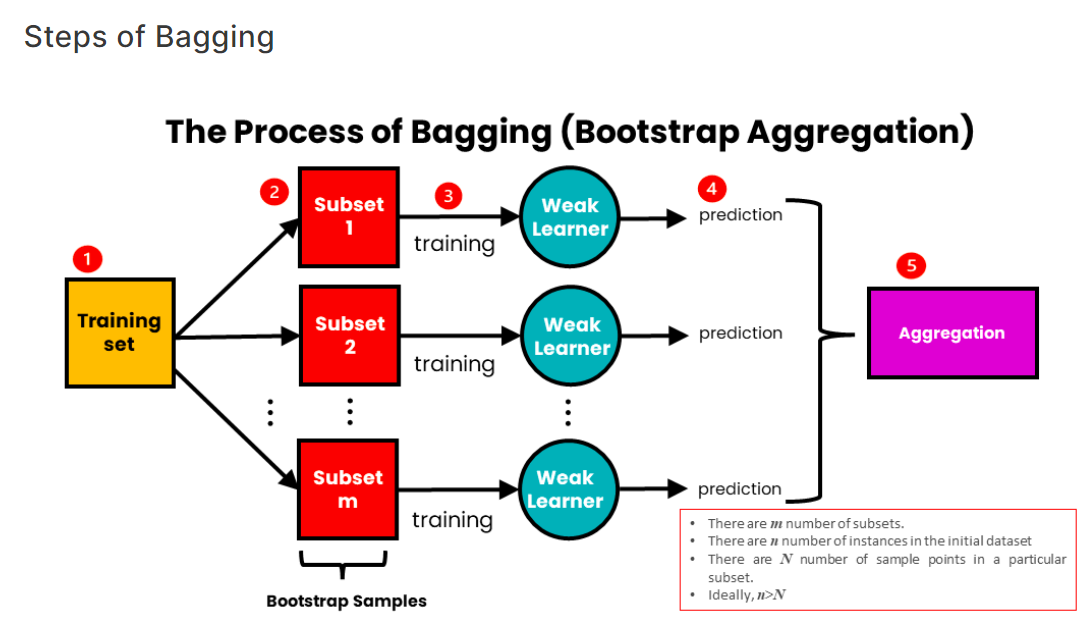 Steps of Bagging
The Process of Bagging (Bootstrap Aggregation)
1
Training
set
2
Subset
1
3
training
Weak
Learner
4
prediction
Subset
2
training
Weak
Learner
prediction
Subset
m
training
Weak
Learner
prediction
5
Aggregation
Bootstrap Samples
• There are m number of subsets.
• There are n number of instances in the initial dataset
• There are N number of sample points in a particular
subset.
• Ideally, n>N